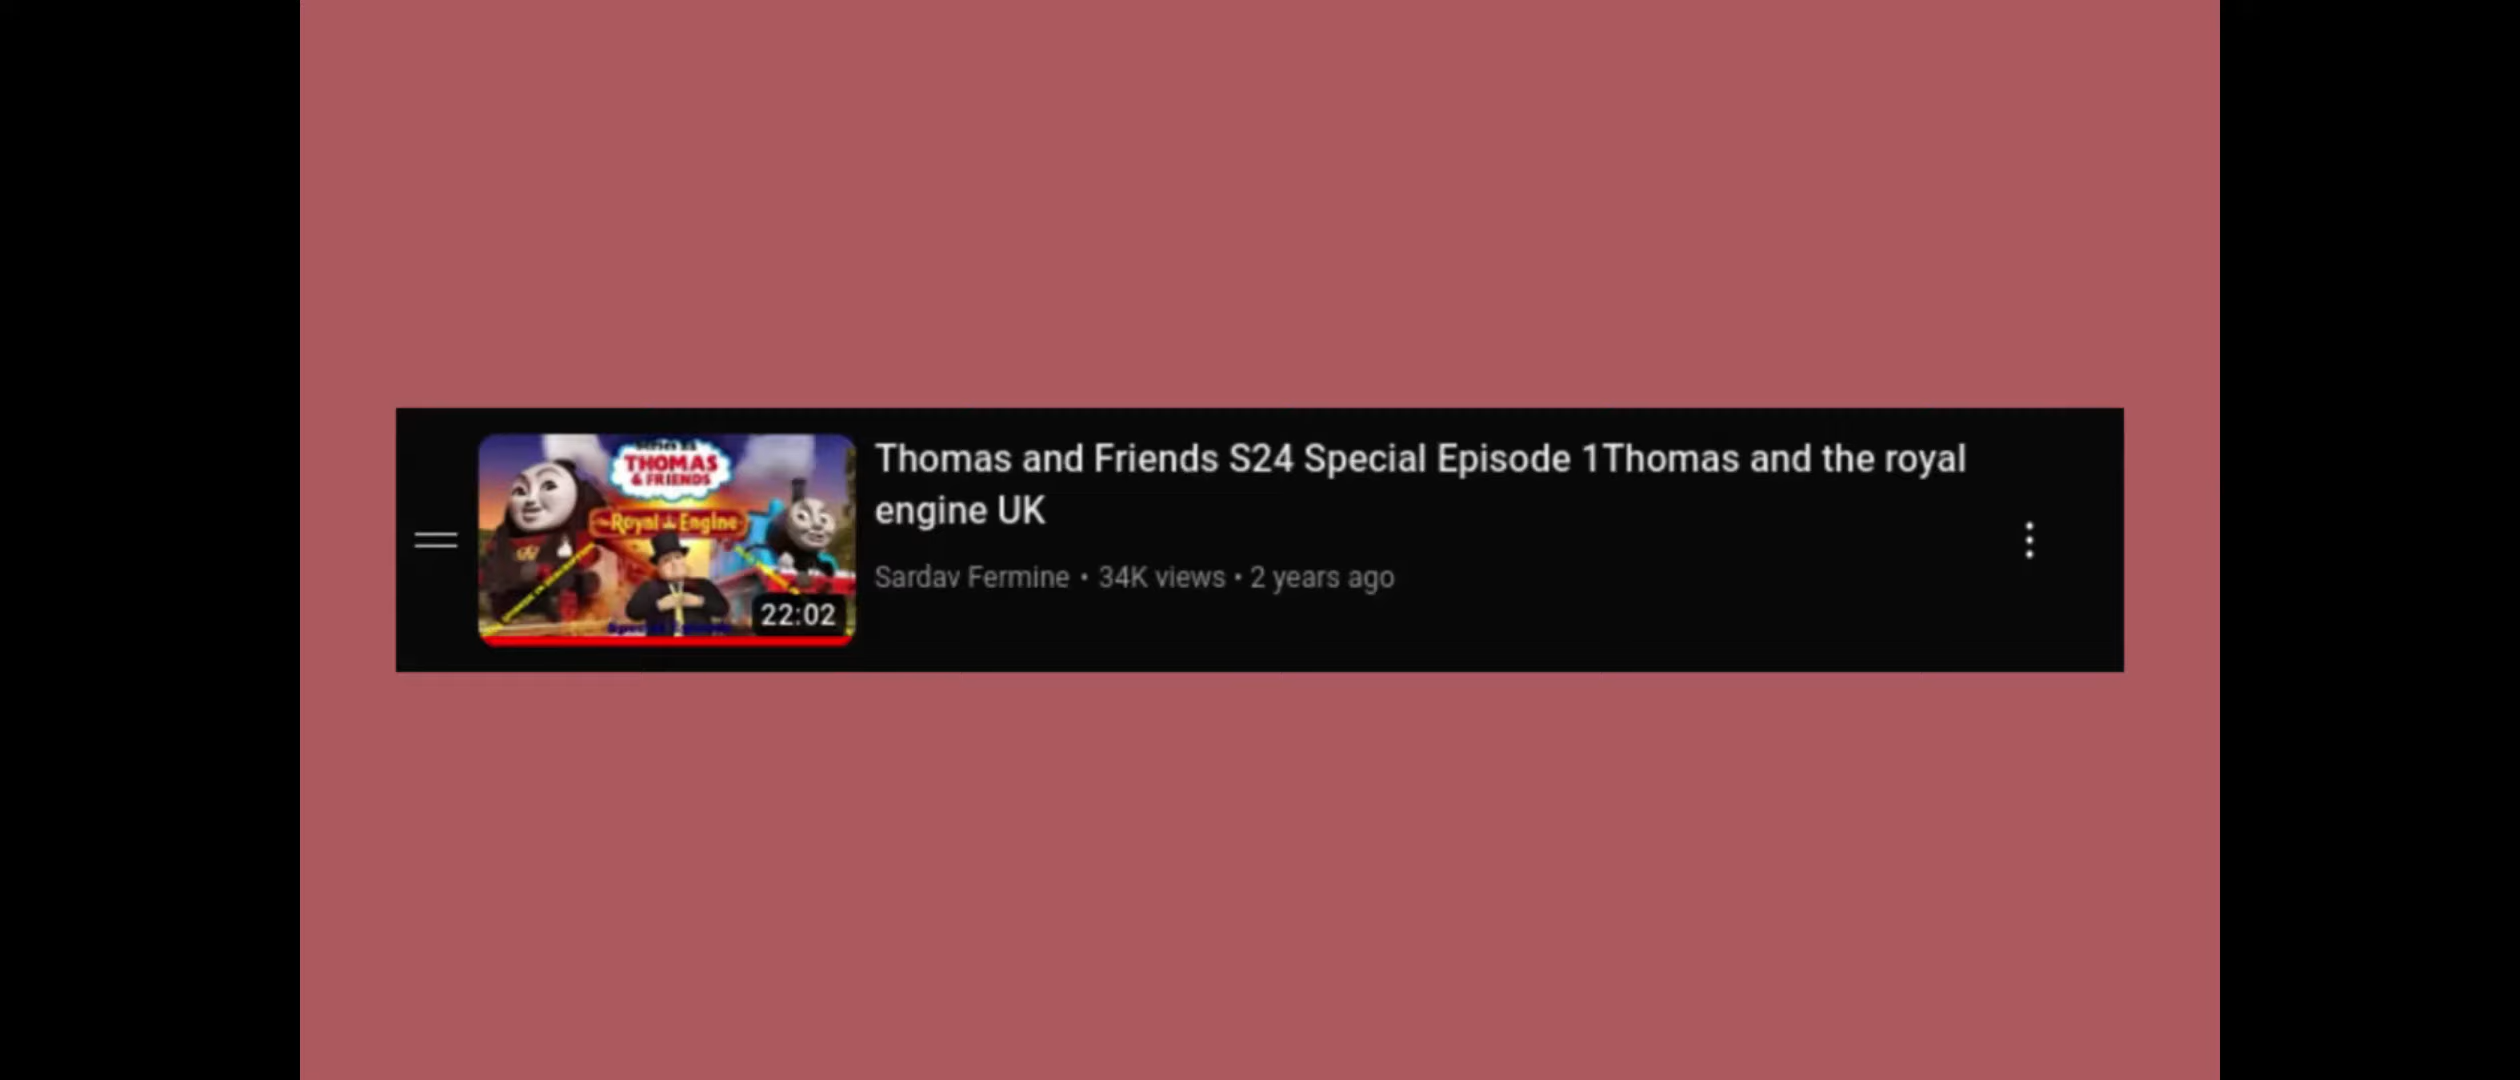 THOMAS
& FRIENDS
Royal Engine
22:02
Thomas and Friends S24 Special Episode 1Thomas and the royal
engine UK
Sardav Fermine • 34K views • 2 years ago